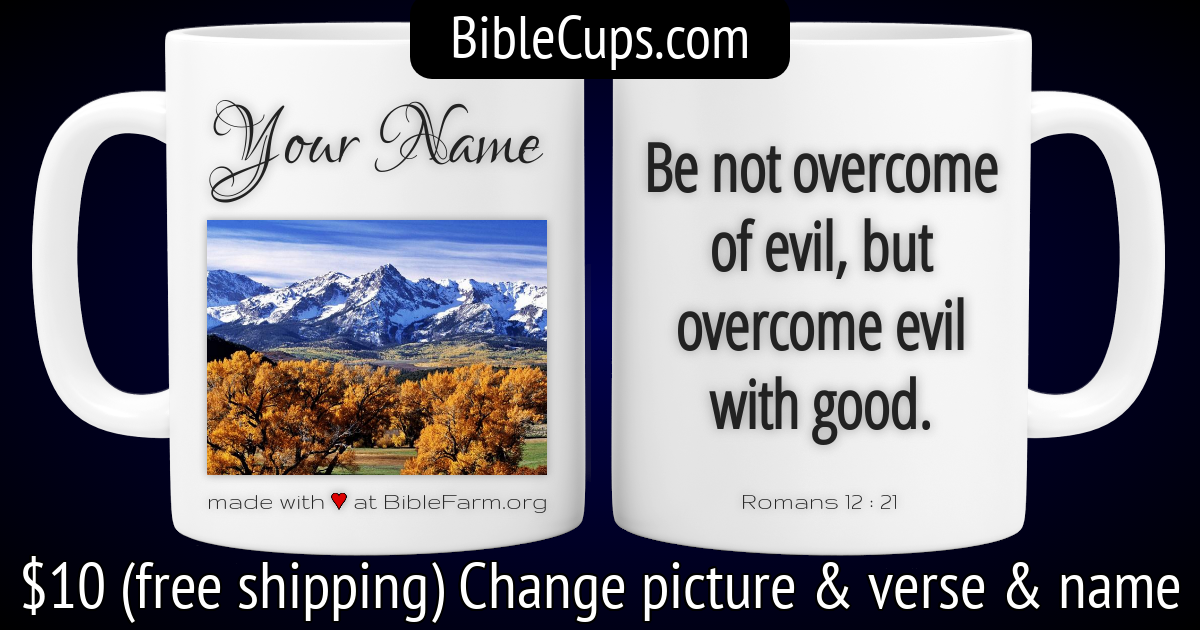 BibleCups.com
Your Name
made with ♥ at BibleFarm.org
Be not overcome
of evil, but
overcome evil
with good.
Romans 12 : 21
$10 (free shipping) Change picture & verse & name